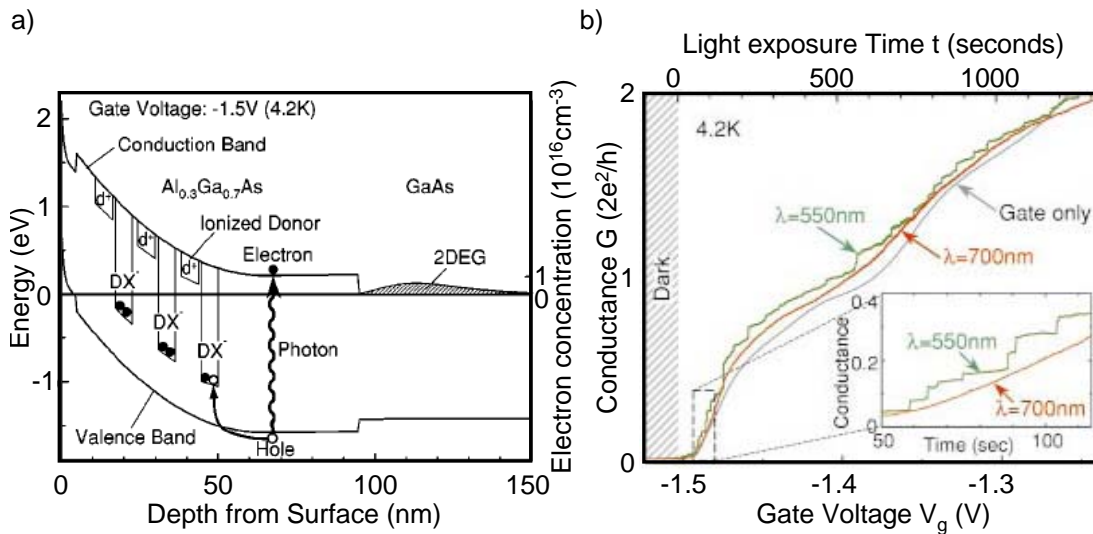 a)
Gate Voltage: -1.5V (4.2K)
Conduction Band
Al0.3Ga0.7As
GaAs
d+
d+
d+
Ionized Donor
Electron
2DEG
DX-
DX-
DX-
Photon
Valence Band
Hole
Energy (eV)
2
1
0
-1
0
50
100
150
Depth from Surface (nm)
1
0
Electron concentration (10^16cm-3)
b)
Light exposure Time t (seconds)
0
500
1000
2
1
0
Conductance G (2e2/h)
Dark
4.2K
λ=550nm
λ=700nm
Gate only
0.4
0.2
0
Conductance
λ=550nm
λ=700nm
50
100
Time (sec)
-1.5
-1.4
-1.3
Gate Voltage Vg (V)